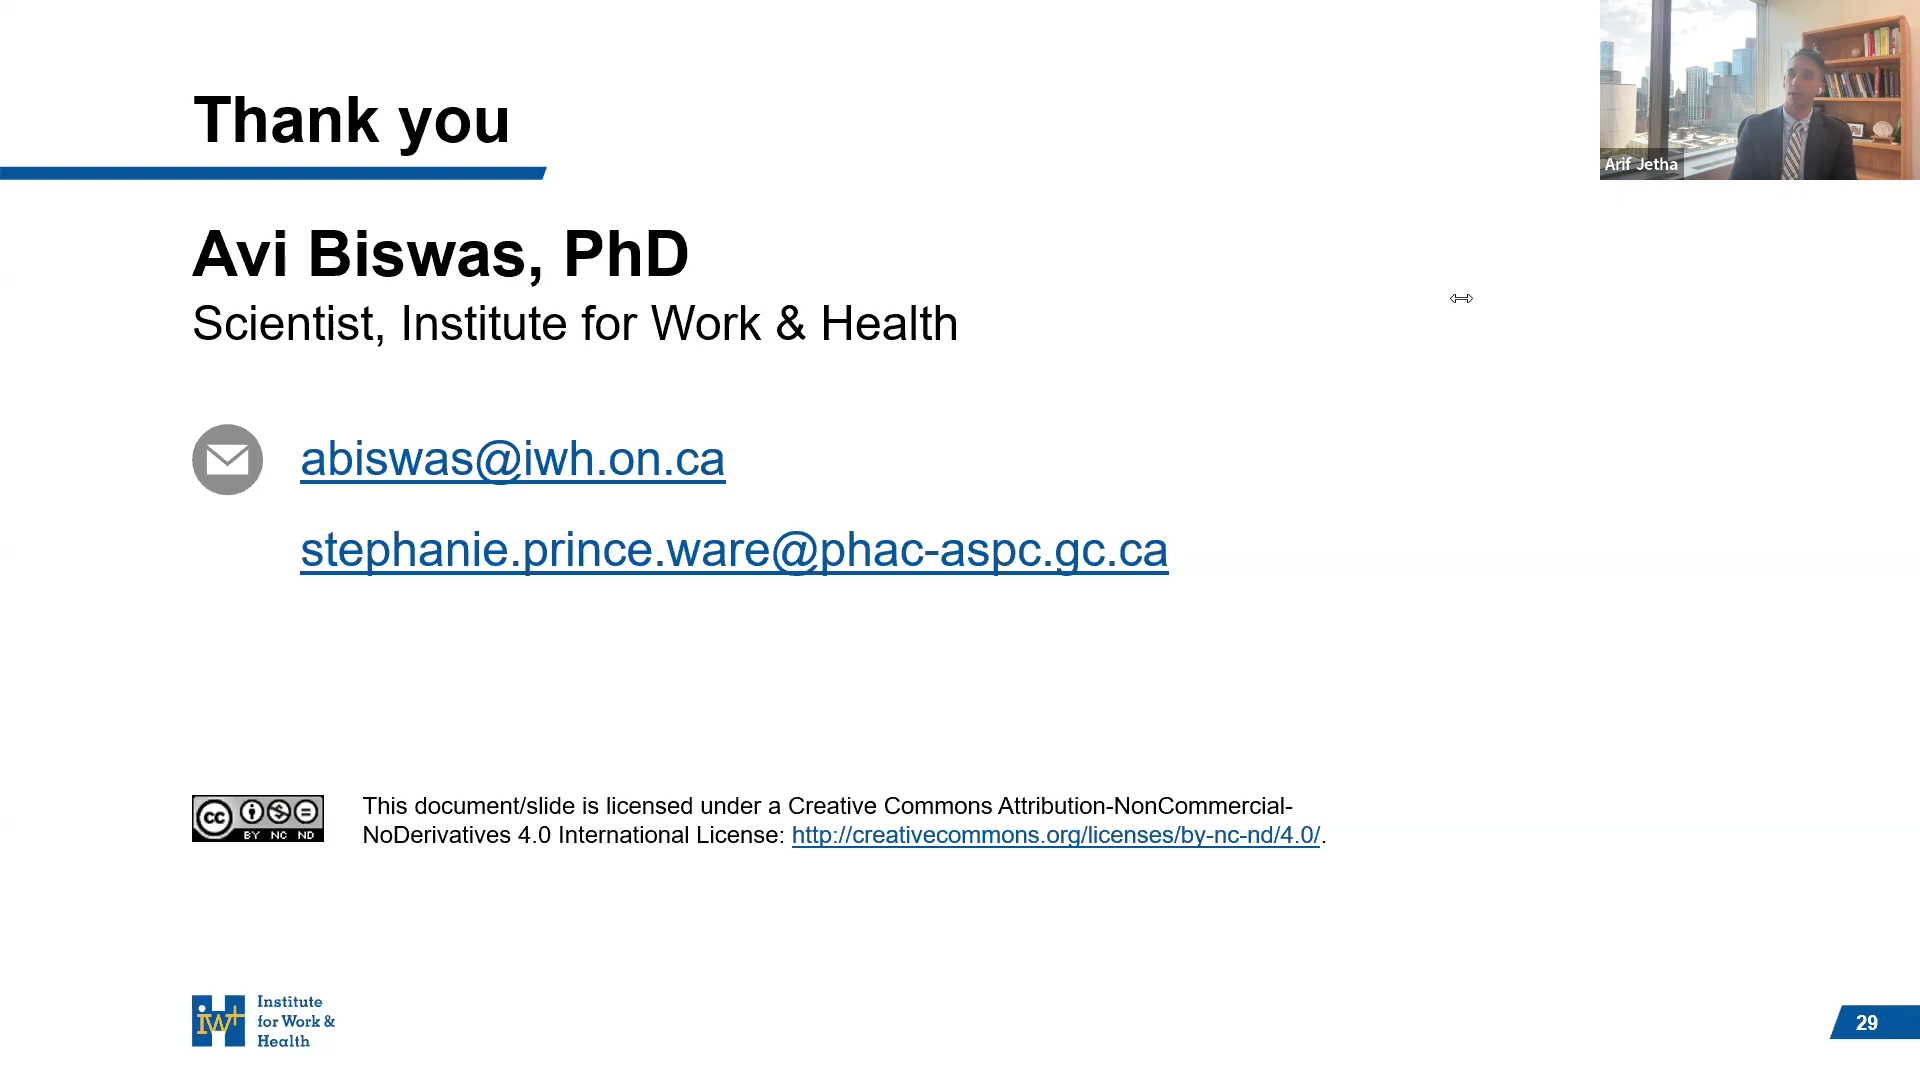 Thank you
Arif Jetha
Avi Biswas, PhD
Scientist, Institute for Work & Health
abiswas@iwh.on.ca
stephanie.prince.ware@phac-aspc.gc.ca
cc BY NC ND
This document/slide is licensed under a Creative Commons Attribution-NonCommercial-
NoDerivatives 4.0 International License: http://creativecommons.org/licenses/by-nc-nd/4.0/.
iwh
Institute
for Work &
Health
29